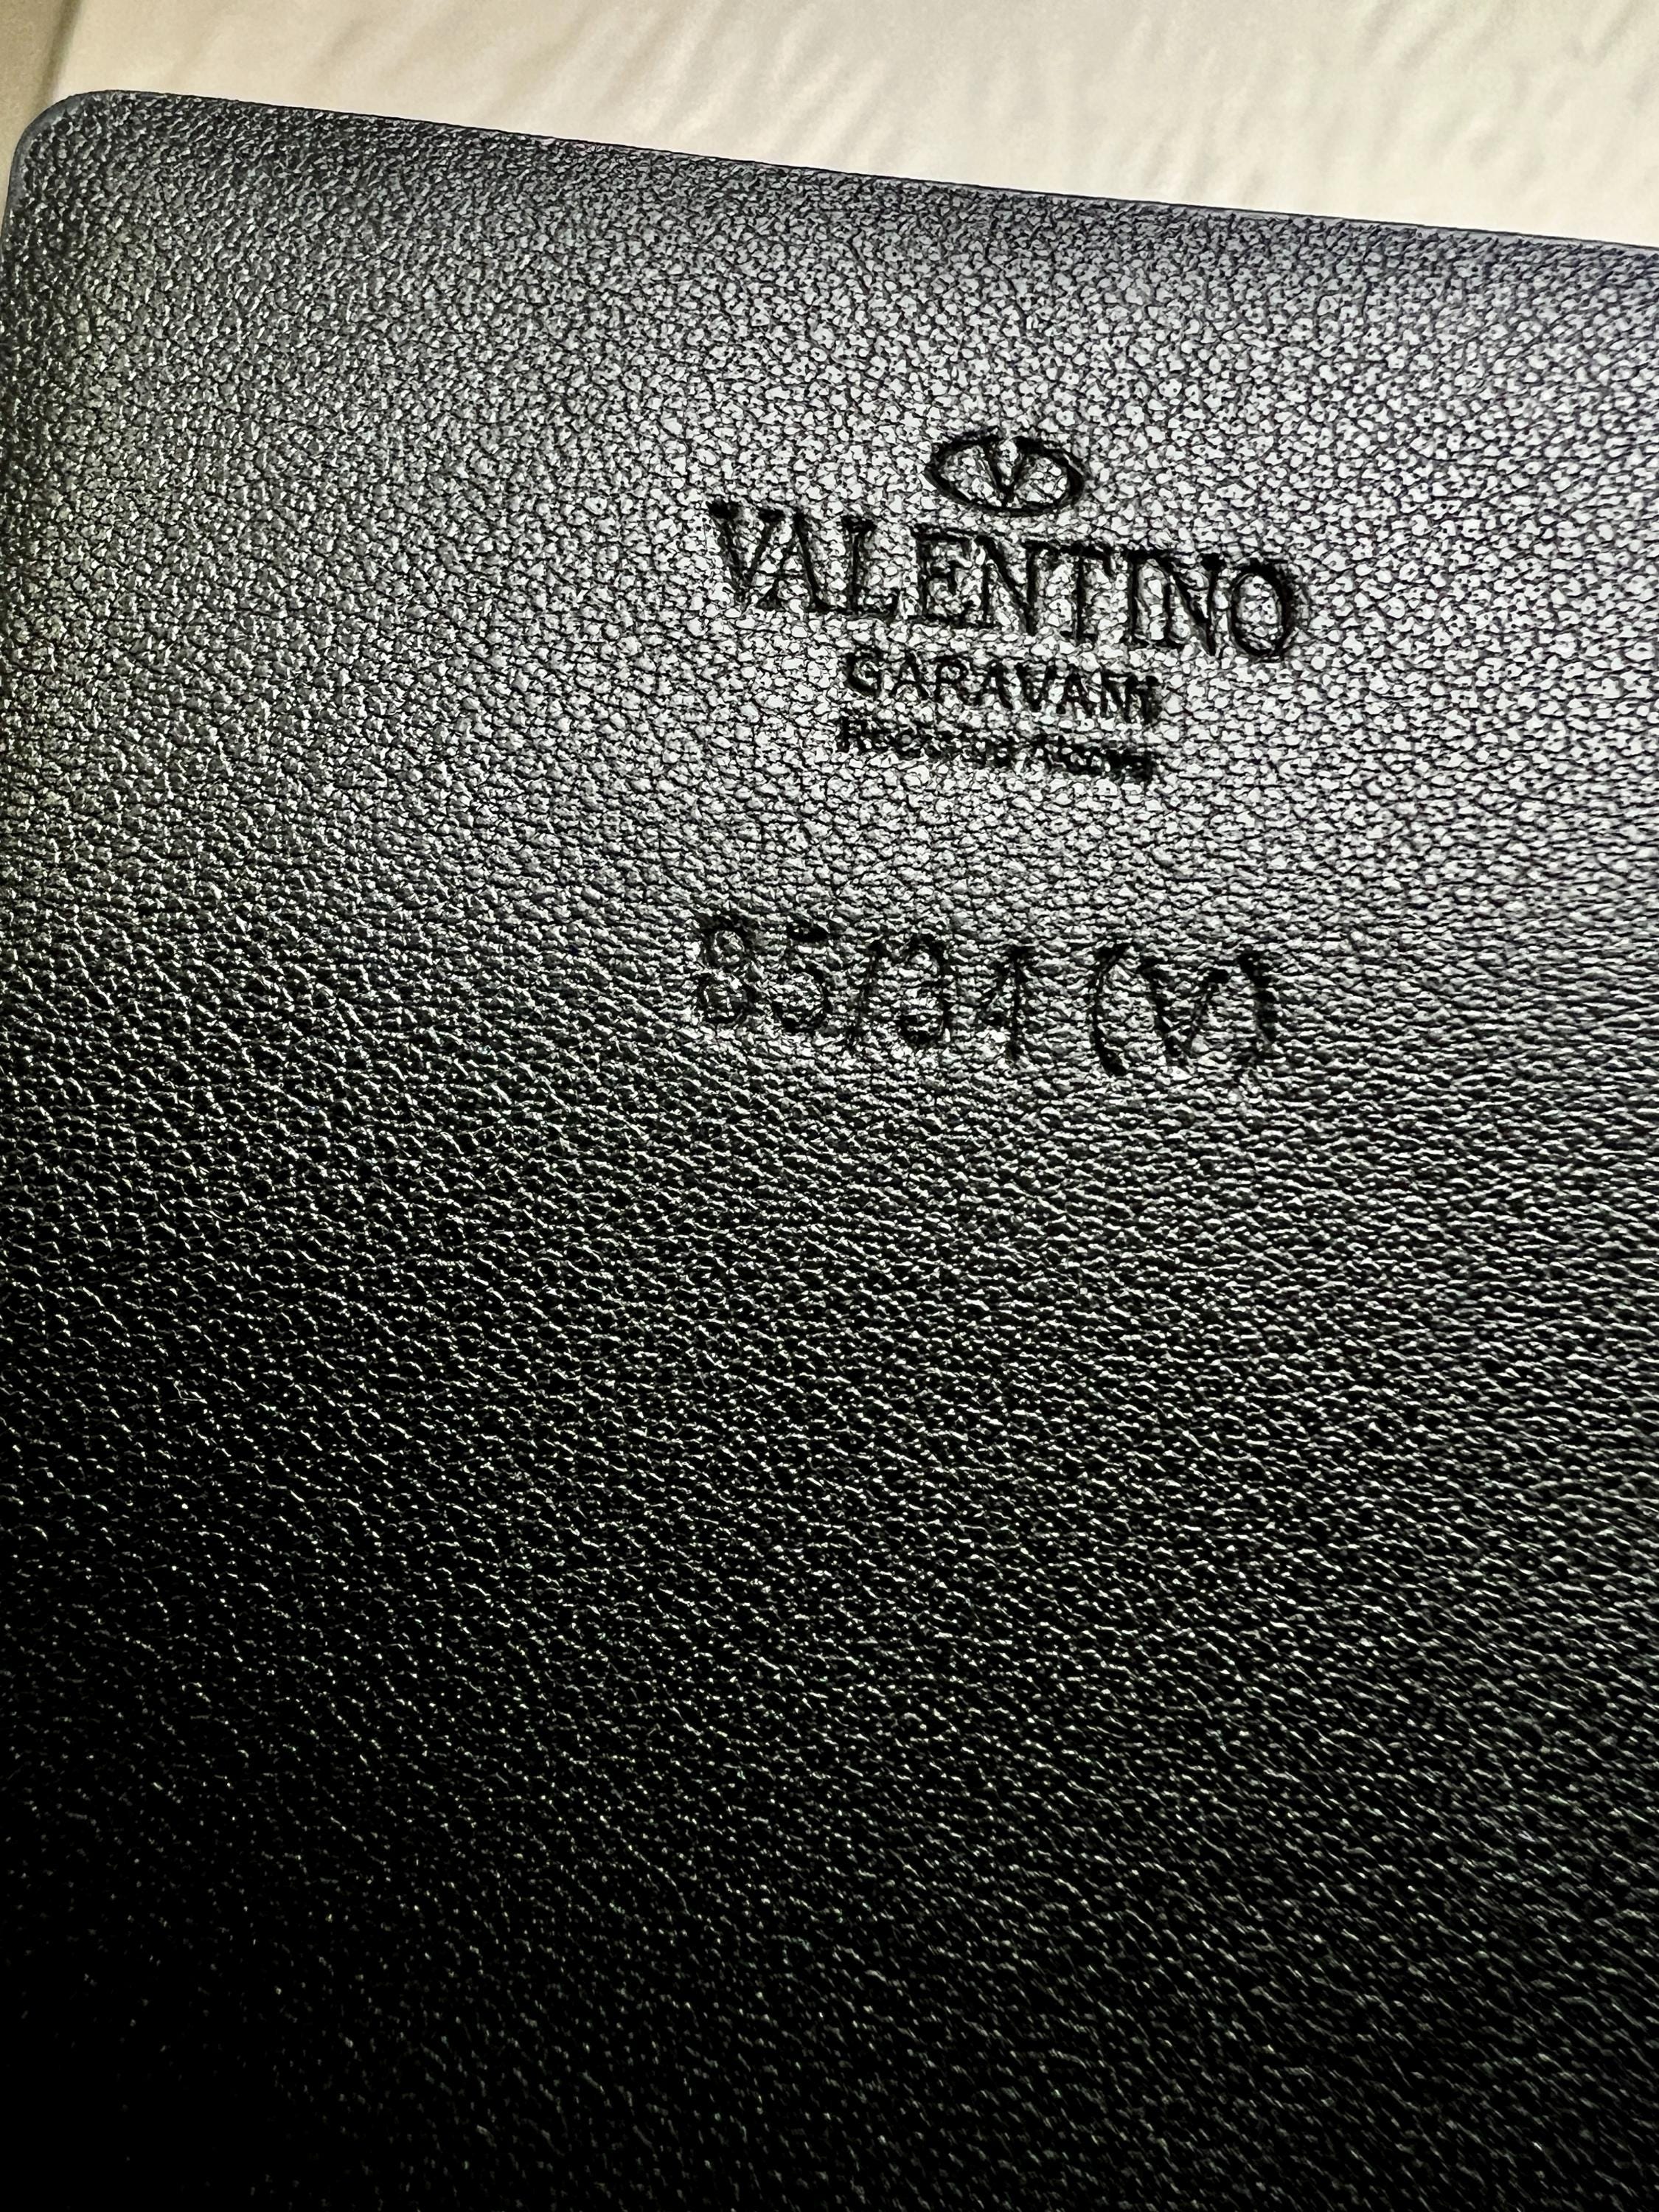 V
VALENTINO
GARAVANI
85/34 (V)